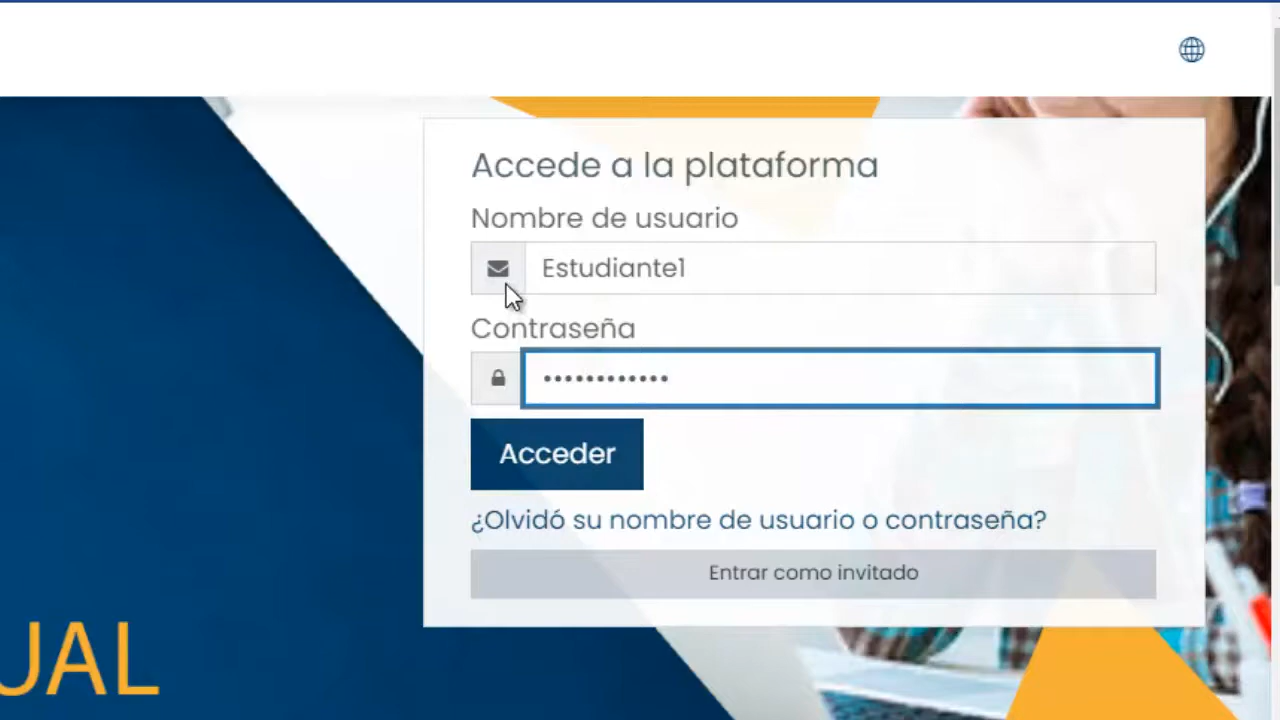 Accede a la plataforma
Nombre de usuario
Estudiante1
Contraseña
••••••••••••
Acceder
¿Olvidó su nombre de usuario o contraseña?
Entrar como invitado
UAL